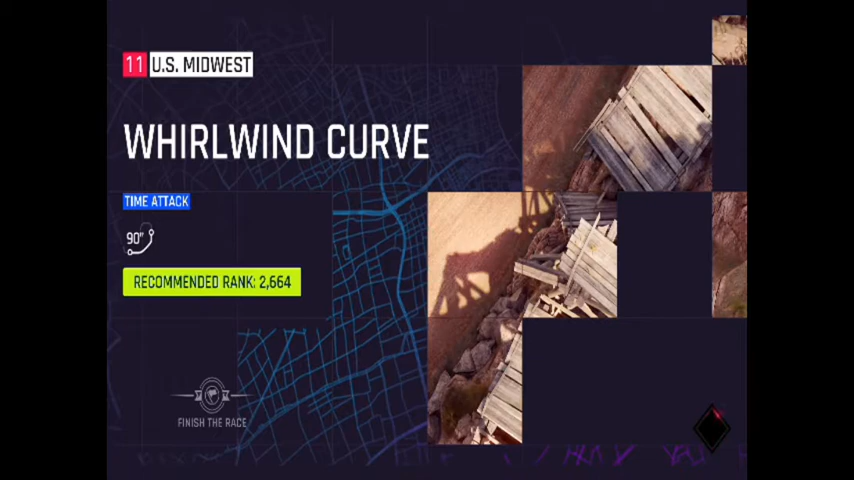 11 U.S. MIDWEST
WHIRLWIND CURVE
TIME ATTACK
90"
RECOMMENDED RANK: 2,664
FINISH THE RACE